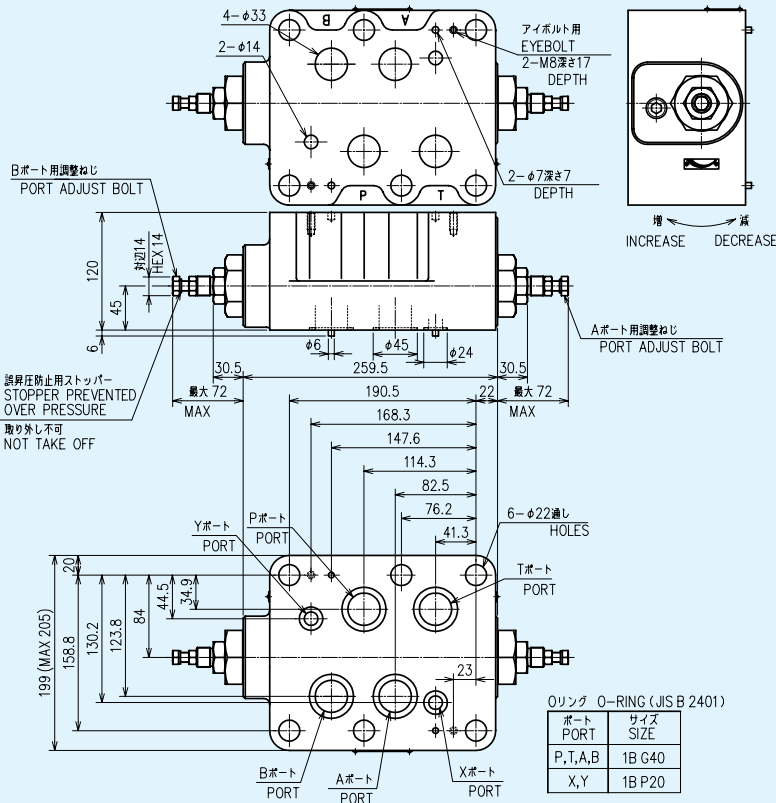 4-φ33
2-φ14
B
A
アイボルト用
EYEBOLT
2-M8深さ17
DEPTH
2-φ7深さ7
DEPTH
P
T
増
減
INCREASE
DECREASE
Bポート用調整ねじ
PORT ADJUST BOLT
対辺14
HEX 14
120
45
6
φ6
φ45
φ24
Aポート用調整ねじ
PORT ADJUST BOLT
誤昇圧防止用ストッパー
STOPPER PREVENTED
OVER PRESSURE
取り外し不可
NOT TAKE OFF
30.5
259.5
30.5
最大 72
MAX
190.5
22
最大 72
MAX
168.3
147.6
114.3
82.5
76.2
41.3
6-φ22通し
HOLES
Yポート
PORT
Pポート
PORT
Tポート
PORT
20
44.5
34.9
84
123.8
130.2
158.8
199 (MAX 205)
23
Bポート
PORT
Aポート
PORT
Xポート
PORT
Oリング O-RING (JIS B 2401)
ポート サイズ
PORT SIZE
P,T,A,B 1B G40
X,Y 1B P20